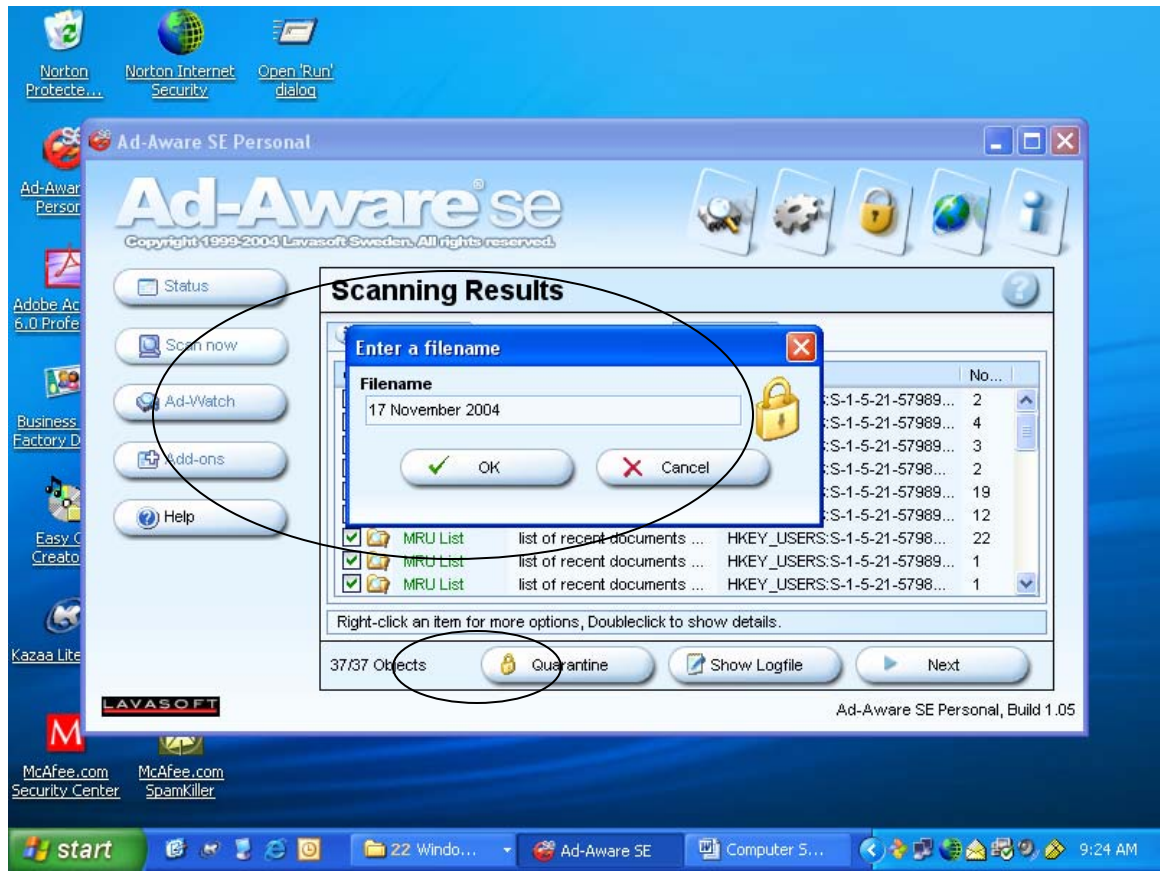 Norton
Protecte...
Norton Internet
Security
Open 'Run'
dialog
Ad-Aware SE Personal
Ad-Awar
Person
Ad-Aware® se
Copyright 1999-2004 Lavasoft Sweden. All rights reserved.
Adobe Ac
6.0 Profe
Business
Factory D
Easy C
Creato
Kazaa Lite
Status
Scan now
Ad-Watch
Add-ons
Help
Scanning Results
Enter a filename
Filename
17 November 2004
OK
Cancel
No...
:S-1-5-21-57989... 2
:S-1-5-21-57989... 4
:S-1-5-21-57989... 3
:S-1-5-21-5798... 2
:S-1-5-21-57989... 19
:S-1-5-21-57989... 12
MRU List list of recent documents ... HKEY_USERS:S-1-5-21-5798... 22
MRU List list of recent documents ... HKEY_USERS:S-1-5-21-57989... 1
MRU List list of recent documents ... HKEY_USERS:S-1-5-21-5798... 1
Right-click an item for more options, Doubleclick to show details.
37/37 Objects
Quarantine
Show Logfile
Next
LAVASOFT
Ad-Aware SE Personal, Build 1.05
M
McAfee.com
Security Center
McAfee.com
SpamKiller
start
22 Windo...
Ad-Aware SE
Computer S...
9:24 AM